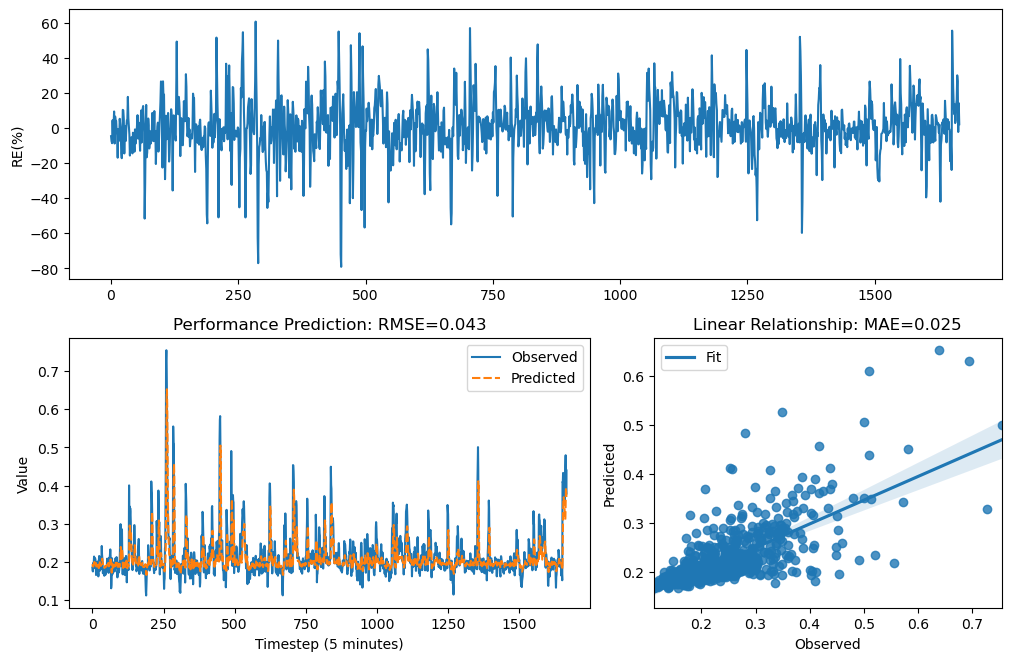 60
40
20
0
−20
−40
−60
−80
RE(%)
0 250 500 750 1000 1250 1500
Performance Prediction: RMSE=0.043
Observed
Predicted
0.7
0.6
0.5
0.4
0.3
0.2
0.1
Value
0 250 500 750 1000 1250 1500
Timestep (5 minutes)
Linear Relationship: MAE=0.025
Fit
0.6
0.5
0.4
0.3
0.2
Predicted
0.2 0.3 0.4 0.5 0.6 0.7
Observed